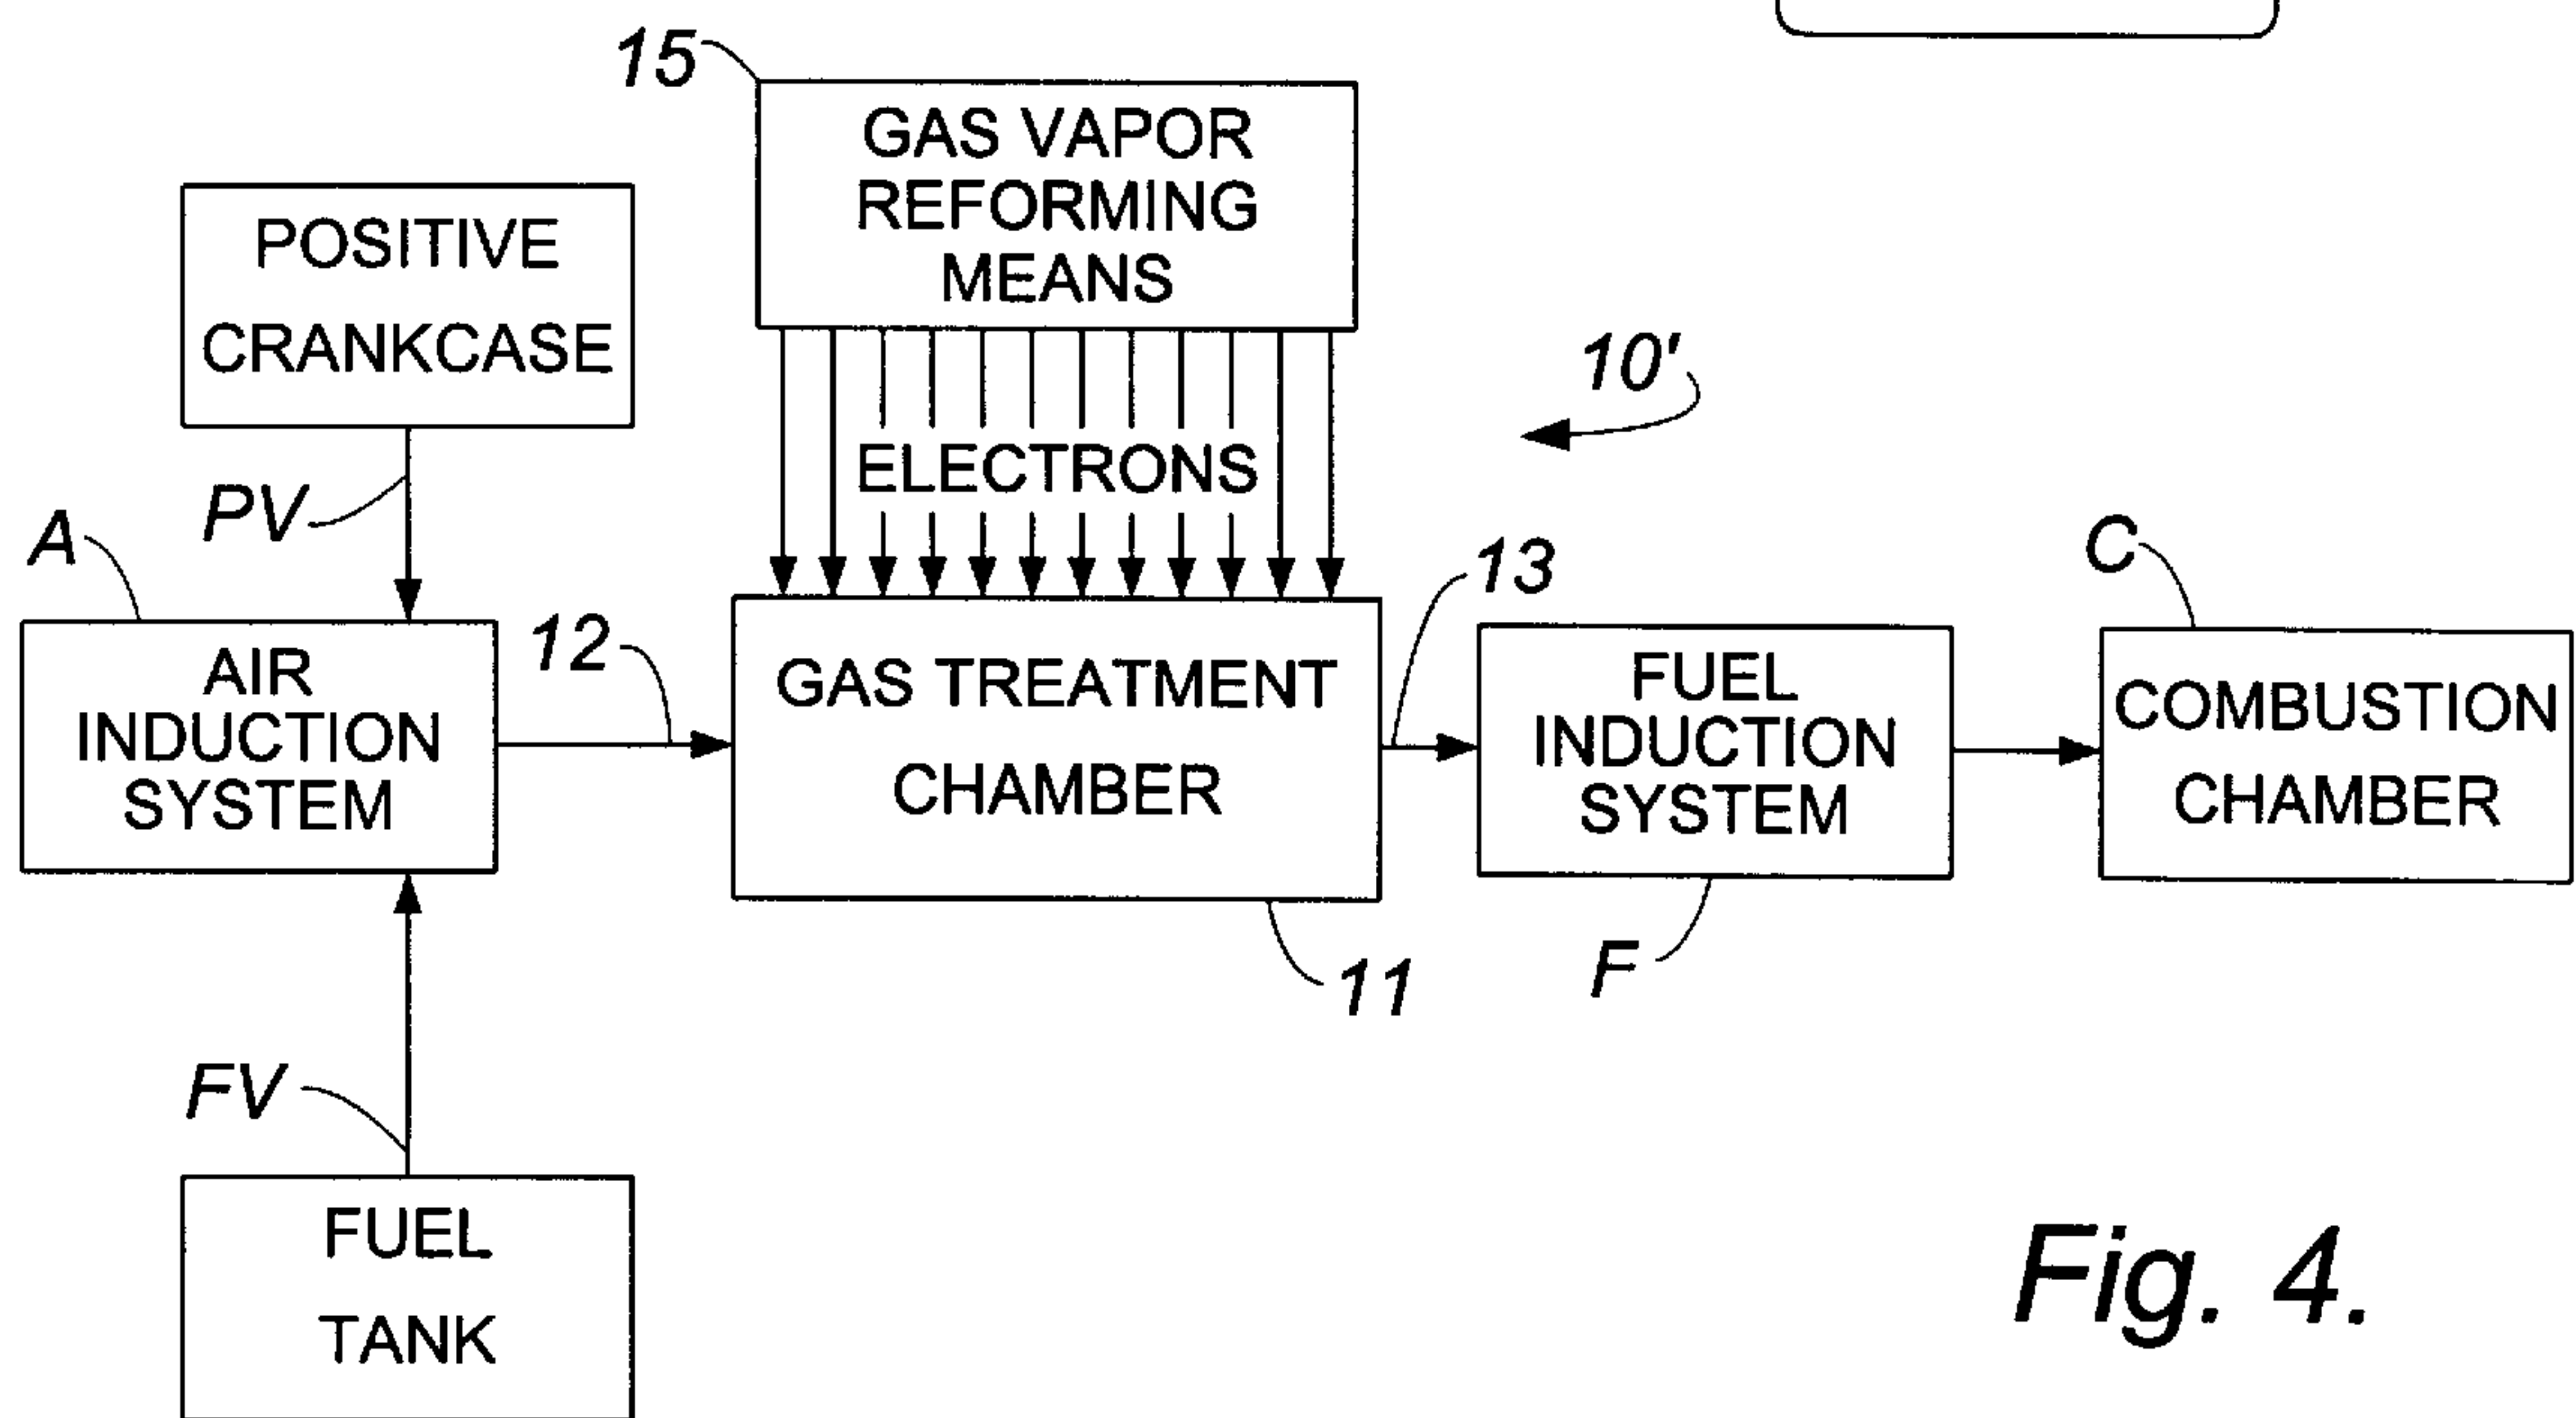 15
GAS VAPOR
REFORMING
MEANS
POSITIVE
CRANKCASE
10'
ELECTRONS
PV
A
12
13
C
AIR
INDUCTION
SYSTEM
GAS TREATMENT
CHAMBER
FUEL
INDUCTION
SYSTEM
COMBUSTION
CHAMBER
11
F
FV
FUEL
TANK
Fig. 4.